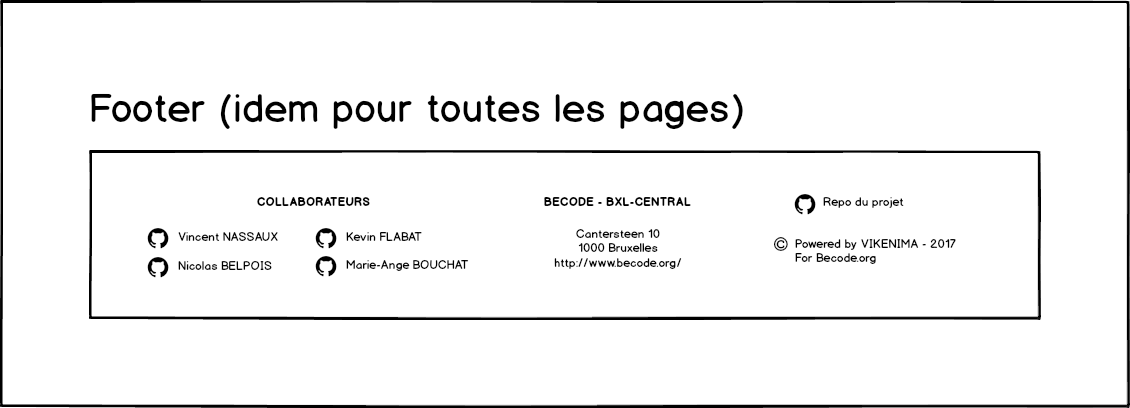 Footer (idem pour toutes les pages)
COLLABORATEURS
Vincent NASSAUX
Kevin FLABAT
Nicolas BELPOIS
Marie-Ange BOUCHAT
BECODE - BXL-CENTRAL
Cantersteen 10
1000 Bruxelles
http://www.becode.org/
Repo du projet
© Powered by VIKENIMA - 2017
For Becode.org